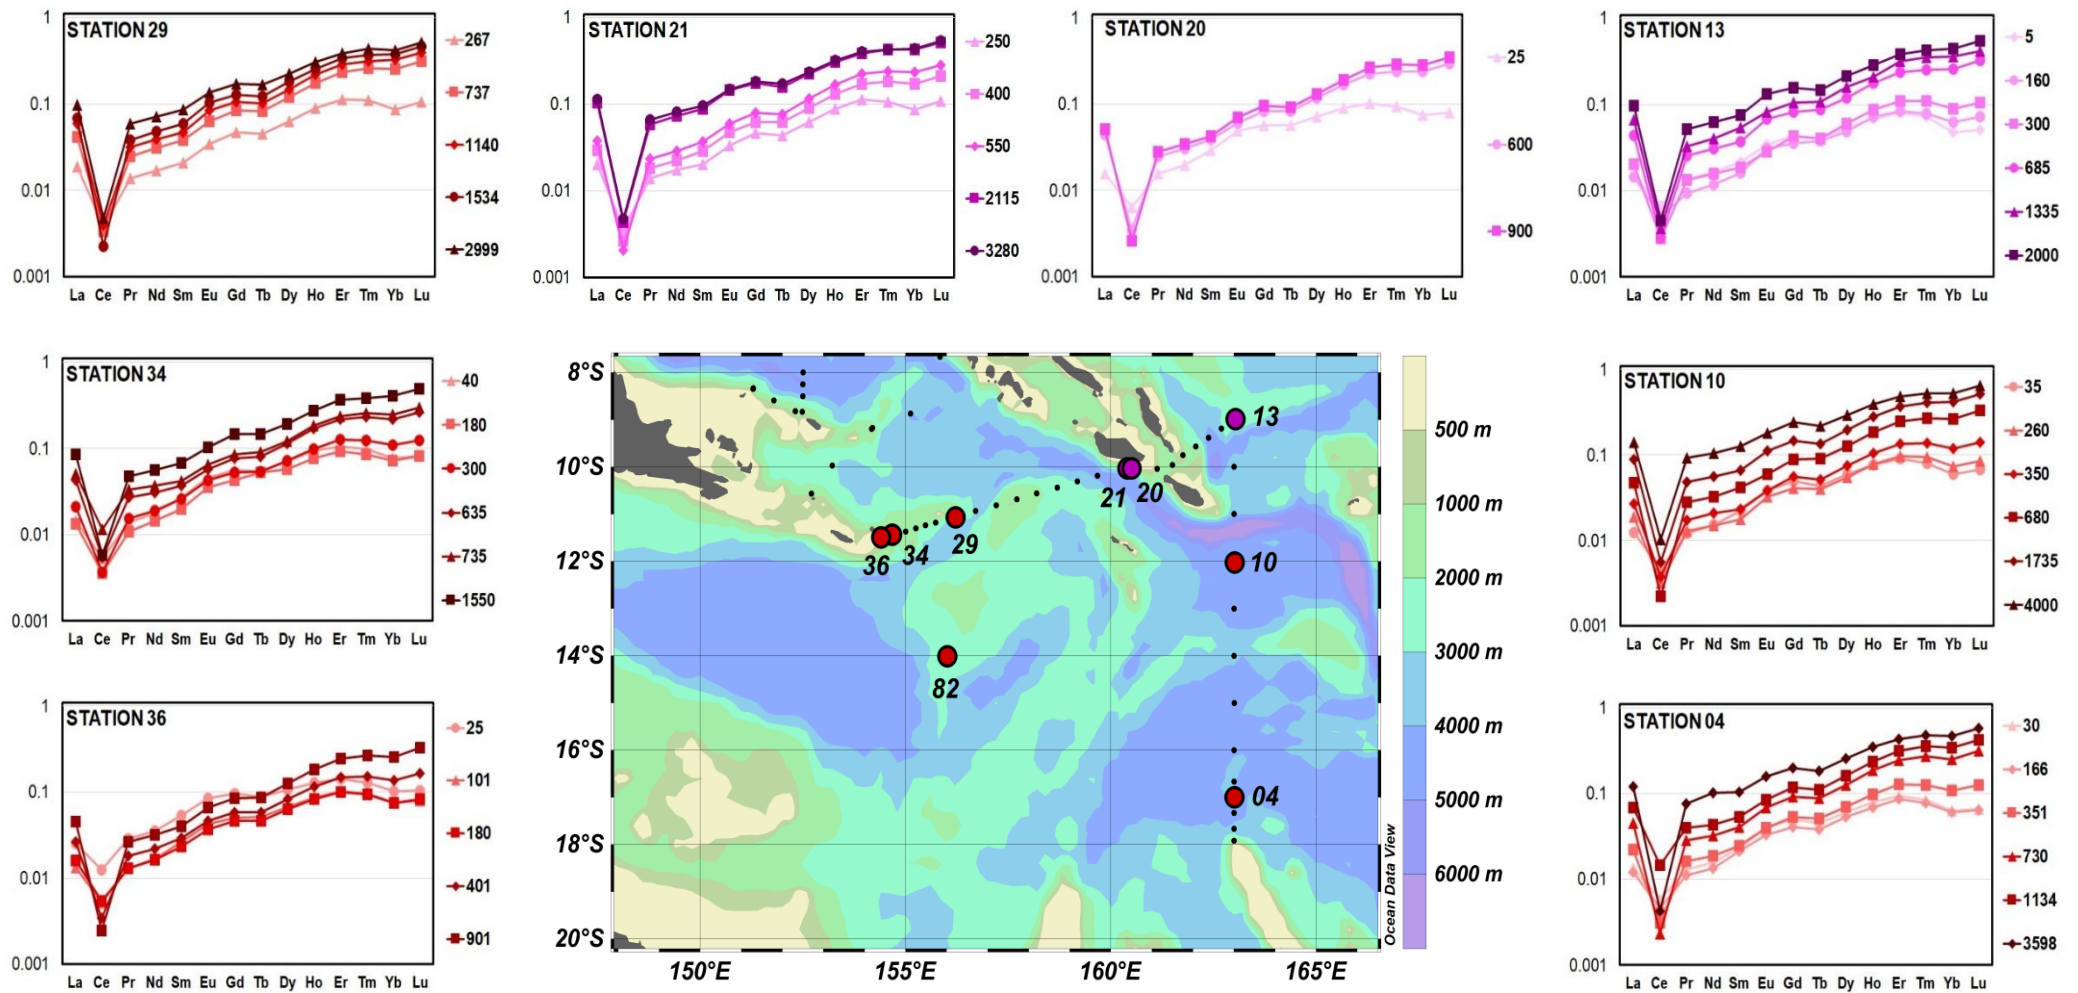 STATION 29
1
0.1
0.01
0.001
La Ce Pr Nd Sm Eu Gd Tb Dy Ho Er Tm Yb Lu
267
737
1140
1534
2999
STATION 21
1
0.1
0.01
0.001
La Ce Pr Nd Sm Eu Gd Tb Dy Ho Er Tm Yb Lu
250
400
550
2115
3280
STATION 20
1
0.1
0.01
0.001
La Ce Pr Nd Sm Eu Gd Tb Dy Ho Er Tm Yb Lu
25
600
900
STATION 13
1
0.1
0.01
0.001
La Ce Pr Nd Sm Eu Gd Tb Dy Ho Er Tm Yb Lu
5
160
300
685
1335
2000
STATION 34
1
0.1
0.01
0.001
La Ce Pr Nd Sm Eu Gd Tb Dy Ho Er Tm Yb Lu
40
180
300
635
735
1550
8°S
10°S
12°S
14°S
16°S
18°S
20°S
150°E 155°E 160°E 165°E
13
21 20
29
34
36
10
82
04
500 m
1000 m
2000 m
3000 m
4000 m
5000 m
6000 m
Ocean Data View
STATION 10
1
0.1
0.01
0.001
La Ce Pr Nd Sm Eu Gd Tb Dy Ho Er Tm Yb Lu
35
260
350
680
1735
4000
STATION 36
1
0.1
0.01
0.001
La Ce Pr Nd Sm Eu Gd Tb Dy Ho Er Tm Yb Lu
25
101
180
401
901
STATION 04
1
0.1
0.01
0.001
La Ce Pr Nd Sm Eu Gd Tb Dy Ho Er Tm Yb Lu
30
166
351
730
1134
3598